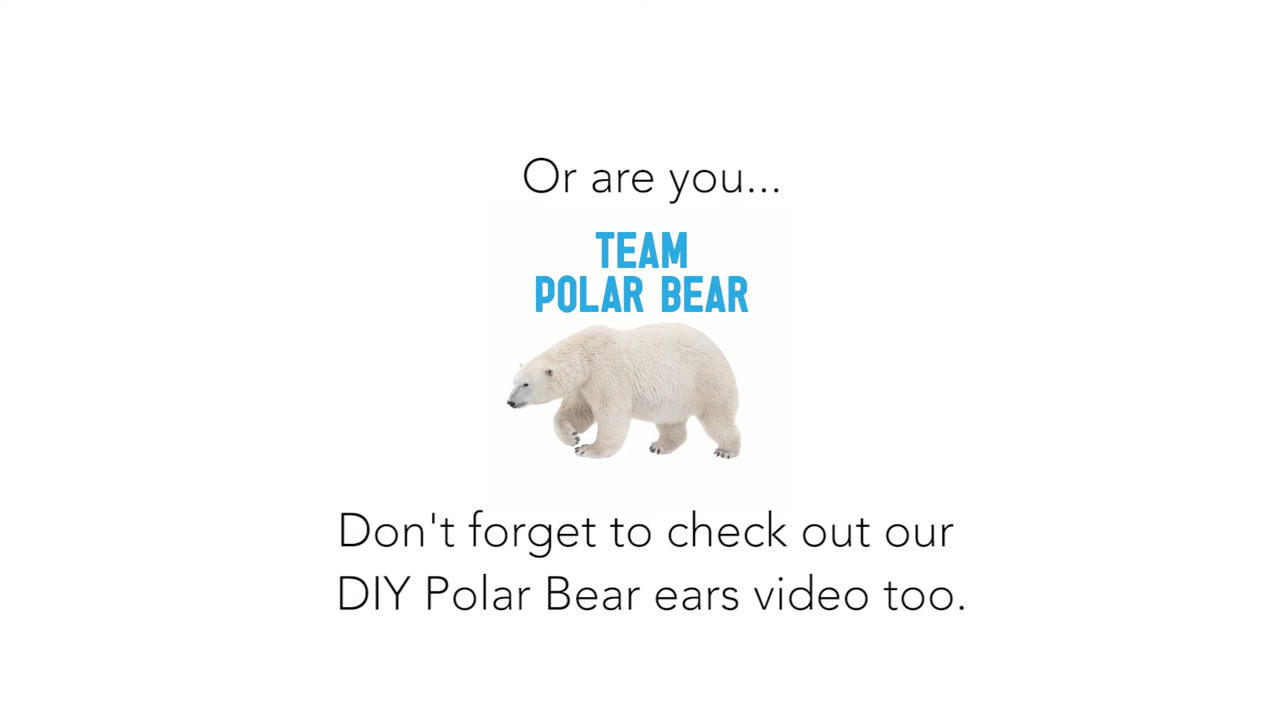 Or are you...
TEAM
POLAR BEAR
Don't forget to check out our
DIY Polar Bear ears video too.